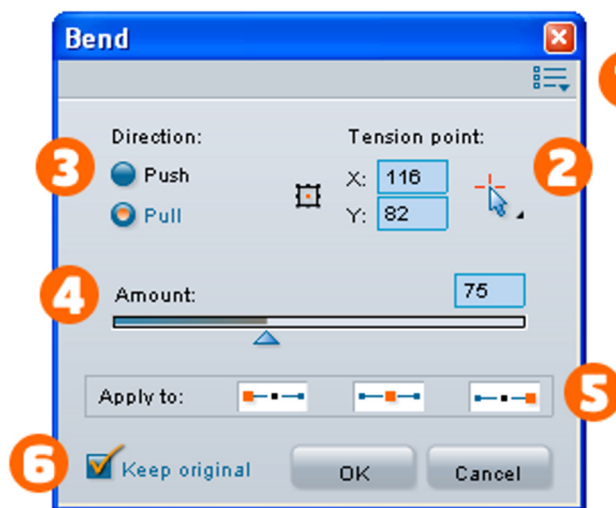 Bend
Direction: Tension point:
3 Push X: 116 2
Pull Y: 82
4 Amount: 75
Apply to: 5
6 Keep original OK Cancel